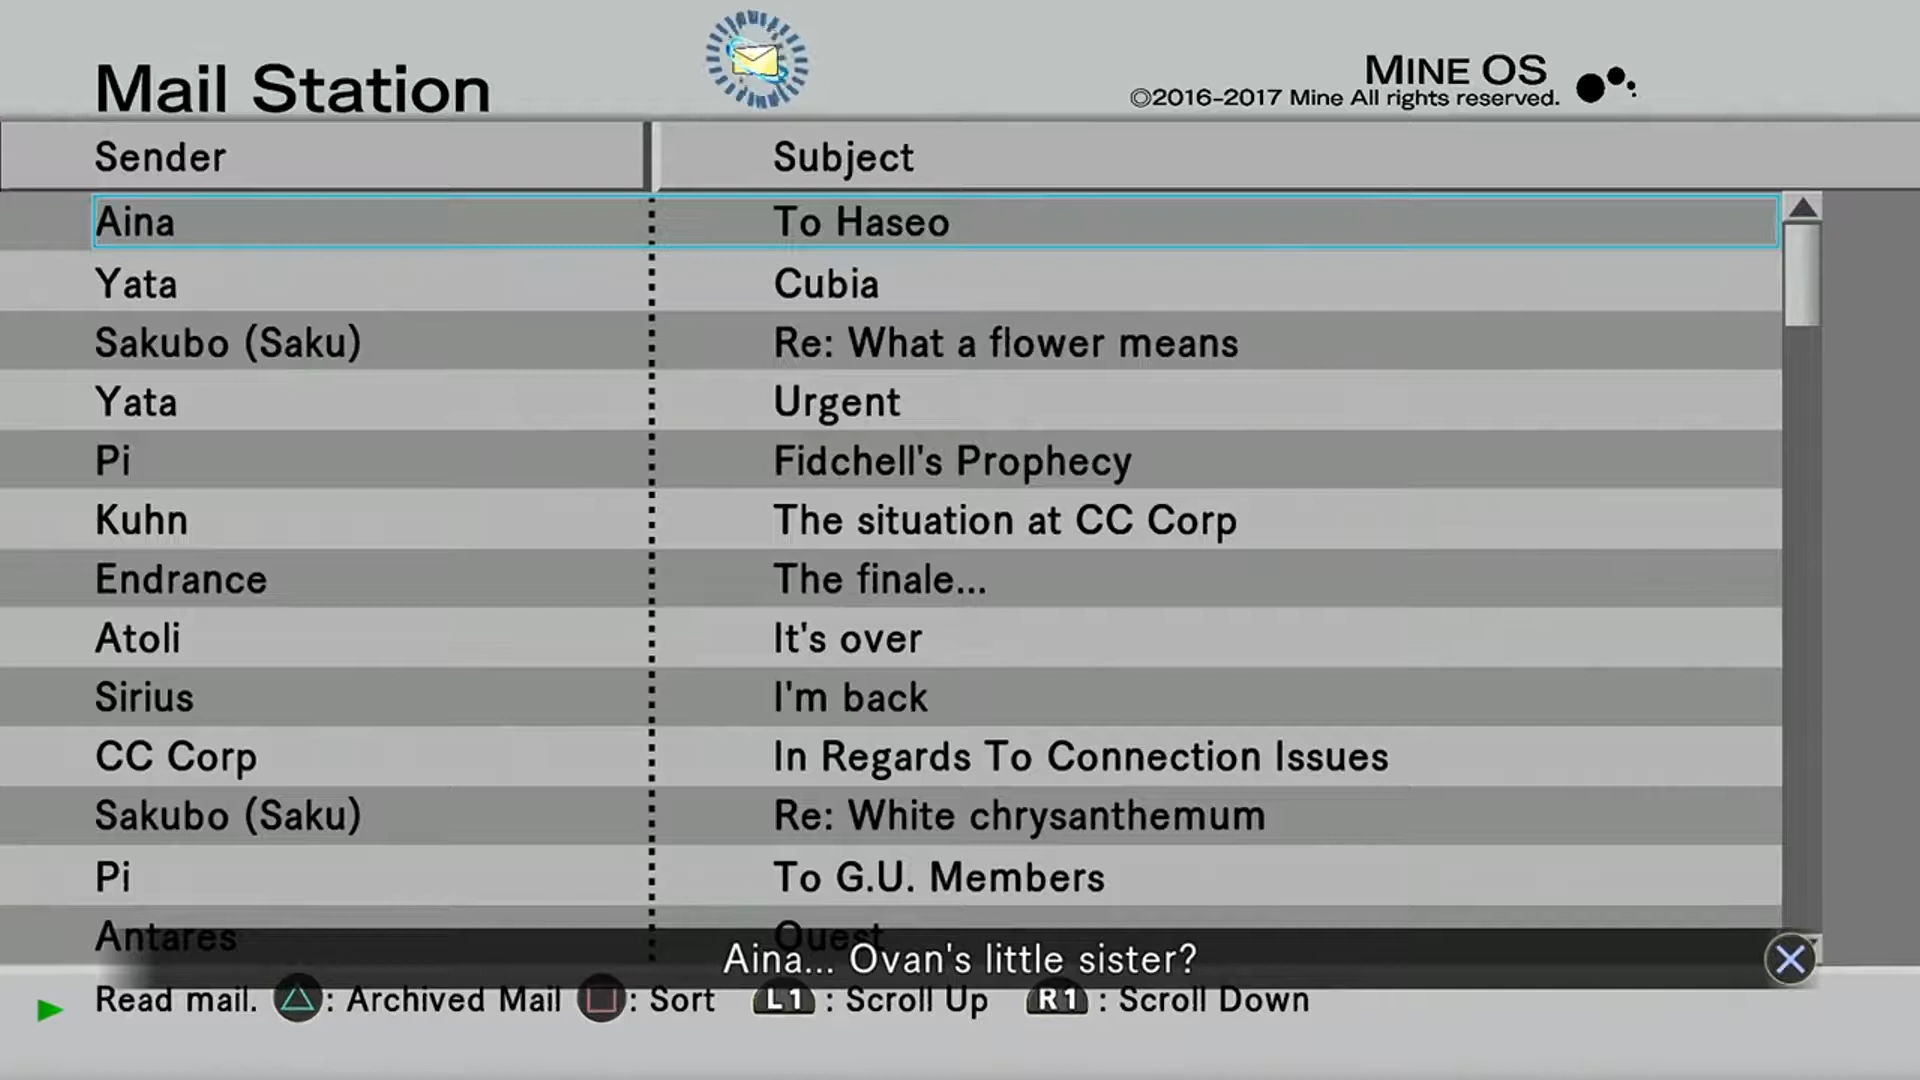 Mail Station
MINE OS
©2016-2017 Mine All rights reserved.
Sender Subject
Aina To Haseo
Yata Cubia
Sakubo (Saku) Re: What a flower means
Yata Urgent
Pi Fidchell's Prophecy
Kuhn The situation at CC Corp
Endrance The finale...
Atoli It's over
Sirius I'm back
CC Corp In Regards To Connection Issues
Sakubo (Saku) Re: White chrysanthemum
Pi To G.U. Members
Antares Quest
Aina... Ovan's little sister?
Read mail. : Archived Mail : Sort L1 : Scroll Up R1 : Scroll Down